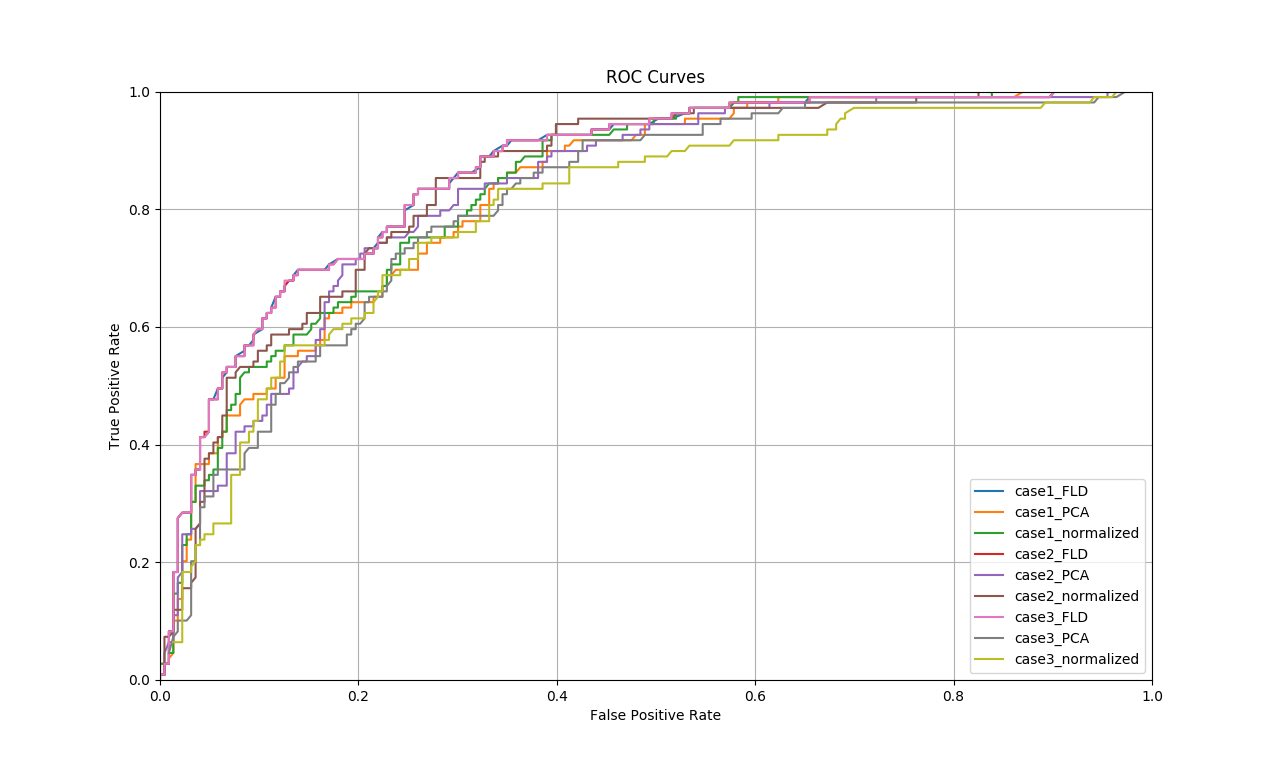 ROC Curves
1.0
0.8
0.6
0.4
0.2
0.0
True Positive Rate
0.0 0.2 0.4 0.6 0.8 1.0
False Positive Rate
case1_FLD
case1_PCA
case1_normalized
case2_FLD
case2_PCA
case2_normalized
case3_FLD
case3_PCA
case3_normalized